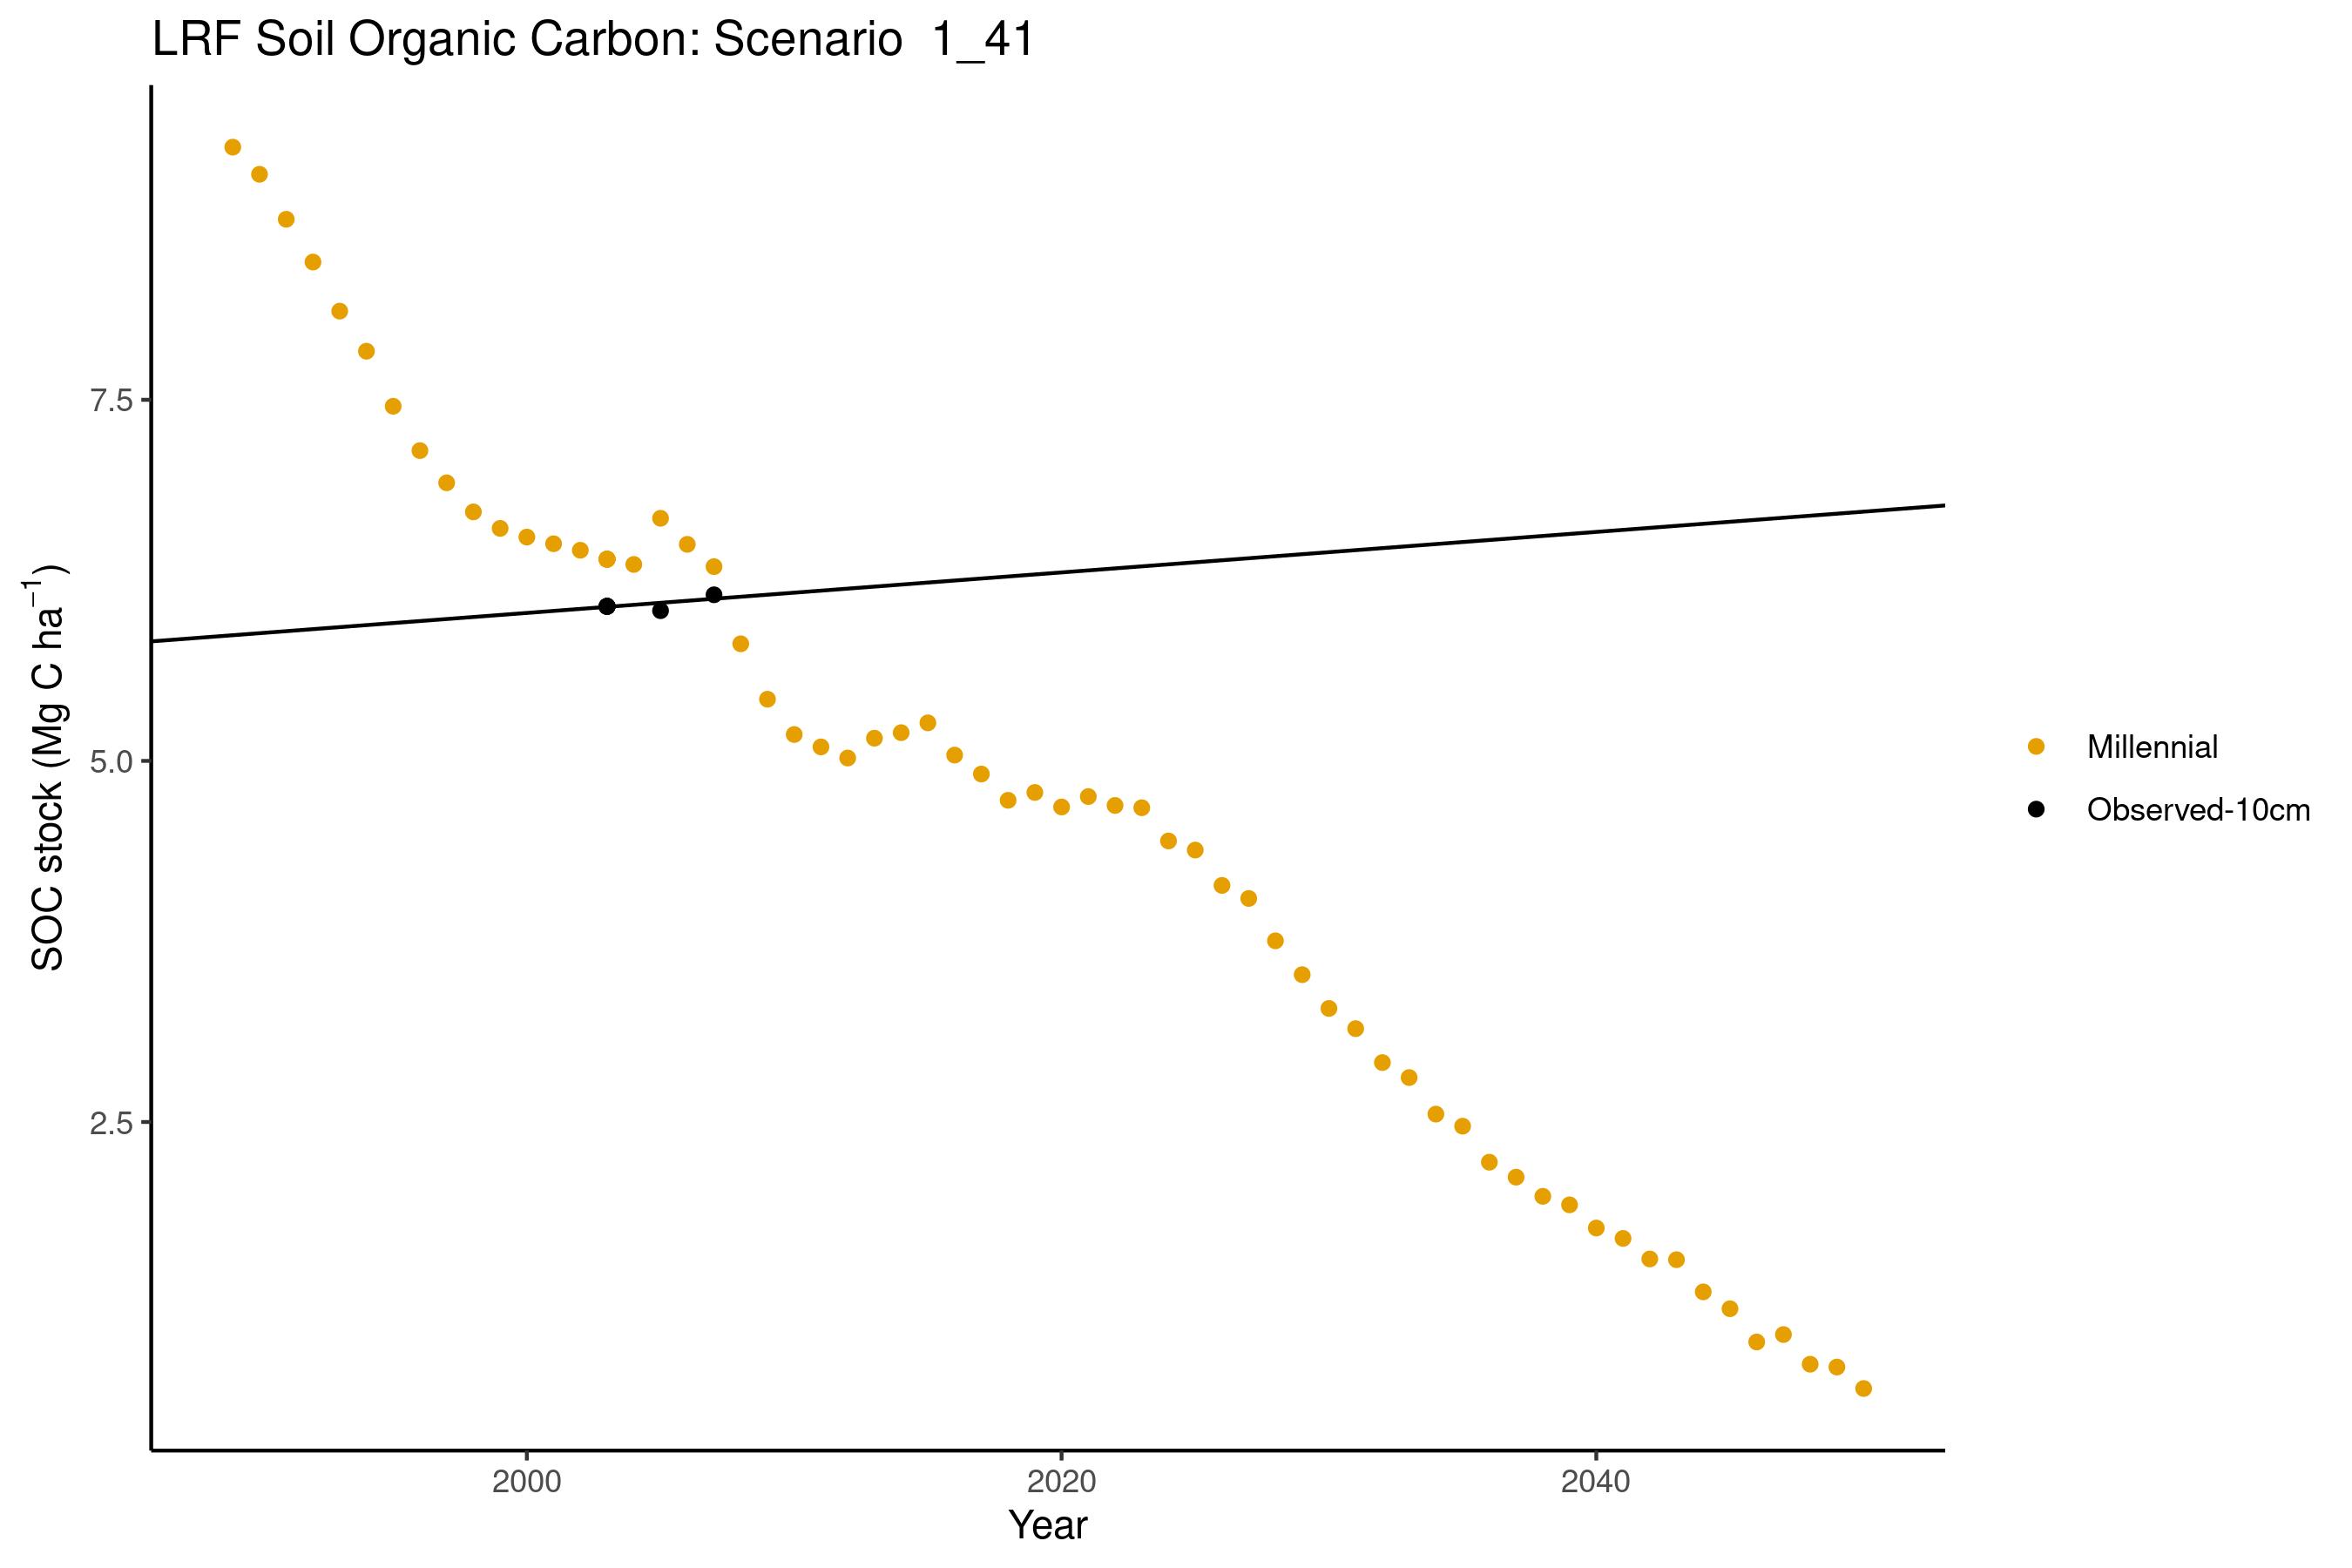 LRF Soil Organic Carbon: Scenario  1_41
SOC stock (Mg C ha−1)
7.5
5.0
2.5
2000
2020
2040
Year
Millennial
Observed-10cm